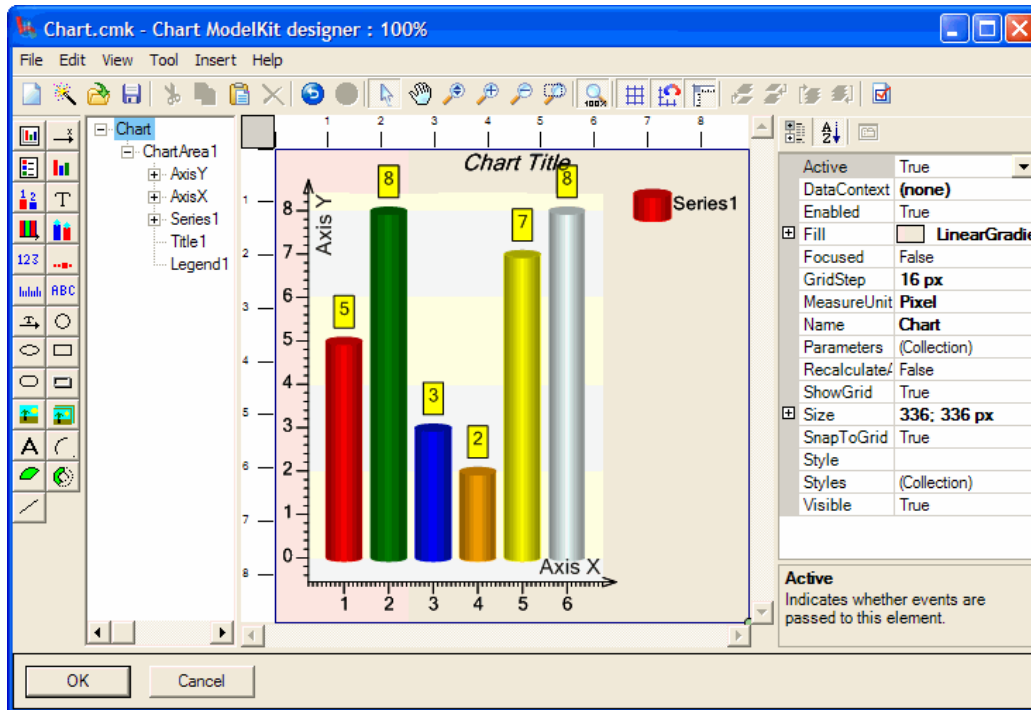 Chart.cmk - Chart ModelKit designer : 100%
File Edit View Tool Insert Help
100%
Chart
ChartArea1
AxisY
AxisX
Series1
Title1
Legend1
1 2 3 4 5 6 7 8
1
2
3
4
5
6
7
8
Chart Title
Axis Y
8
7
6
5
4
3
2
1
0
5
8
3
2
7
8
Axis X
1 2 3 4 5 6
Series1
1 2
T
123
ABC
A
A Z
Active True
DataContext (none)
Enabled True
Fill LinearGradie
Focused False
GridStep 16 px
MeasureUnit Pixel
Name Chart
Parameters (Collection)
RecalculateA False
ShowGrid True
Size 336; 336 px
SnapToGrid True
Style
Styles (Collection)
Visible True
Active
Indicates whether events are
passed to this element.
OK Cancel